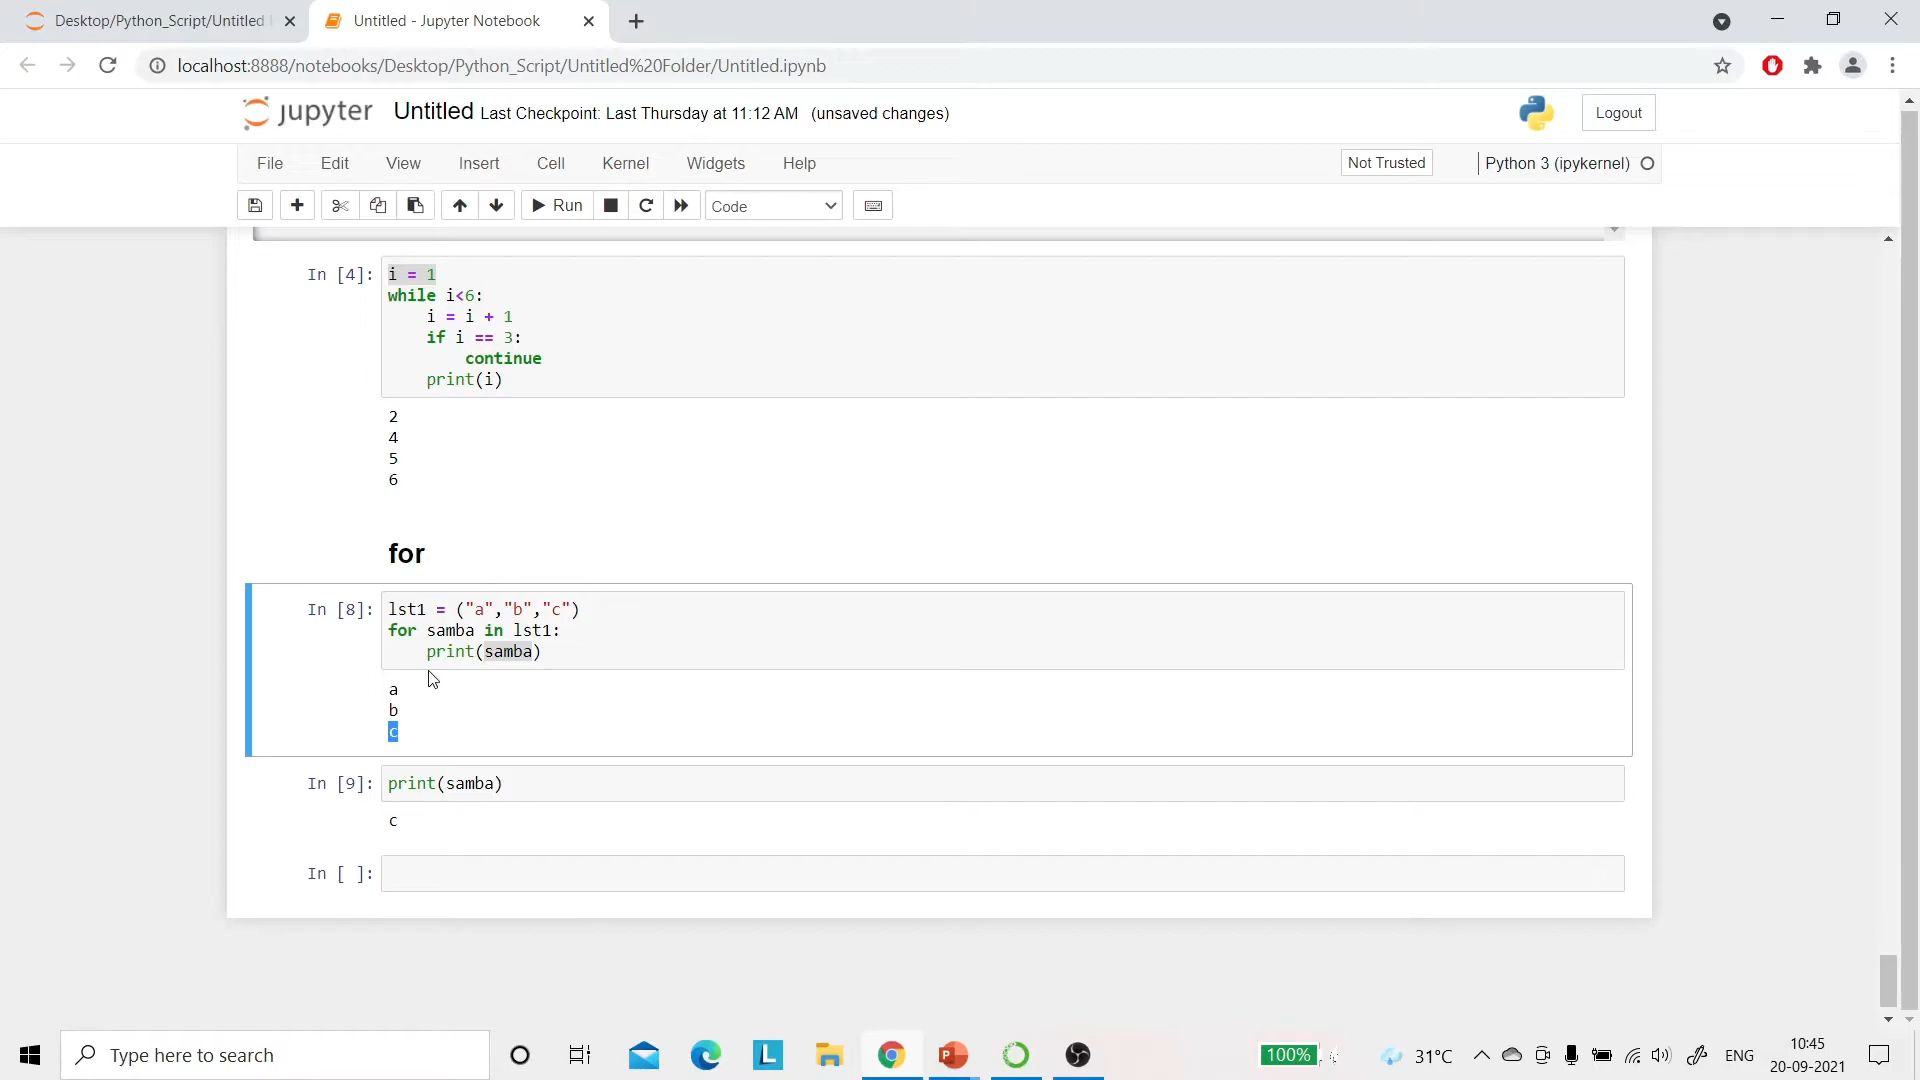 Desktop/Python_Script/Untitled
Untitled - Jupyter Notebook
localhost:8888/notebooks/Desktop/Python_Script/Untitled%20Folder/Untitled.ipynb
jupyter Untitled Last Checkpoint: Last Thursday at 11:12 AM (unsaved changes)
Logout
File Edit View Insert Cell Kernel Widgets Help
Not Trusted
Python 3 (ipykernel)
Run
Code
In [4]:
i = 1
while i<6:
    i = i + 1
    if i == 3:
        continue
    print(i)
2
4
5
6
for
In [8]:
lst1 = ("a","b","c")
for samba in lst1:
    print(samba)
a
b
c
In [9]:
print(samba)
c
In [ ]:
Type here to search
L
100%
31°C
ENG
10:45
20-09-2021